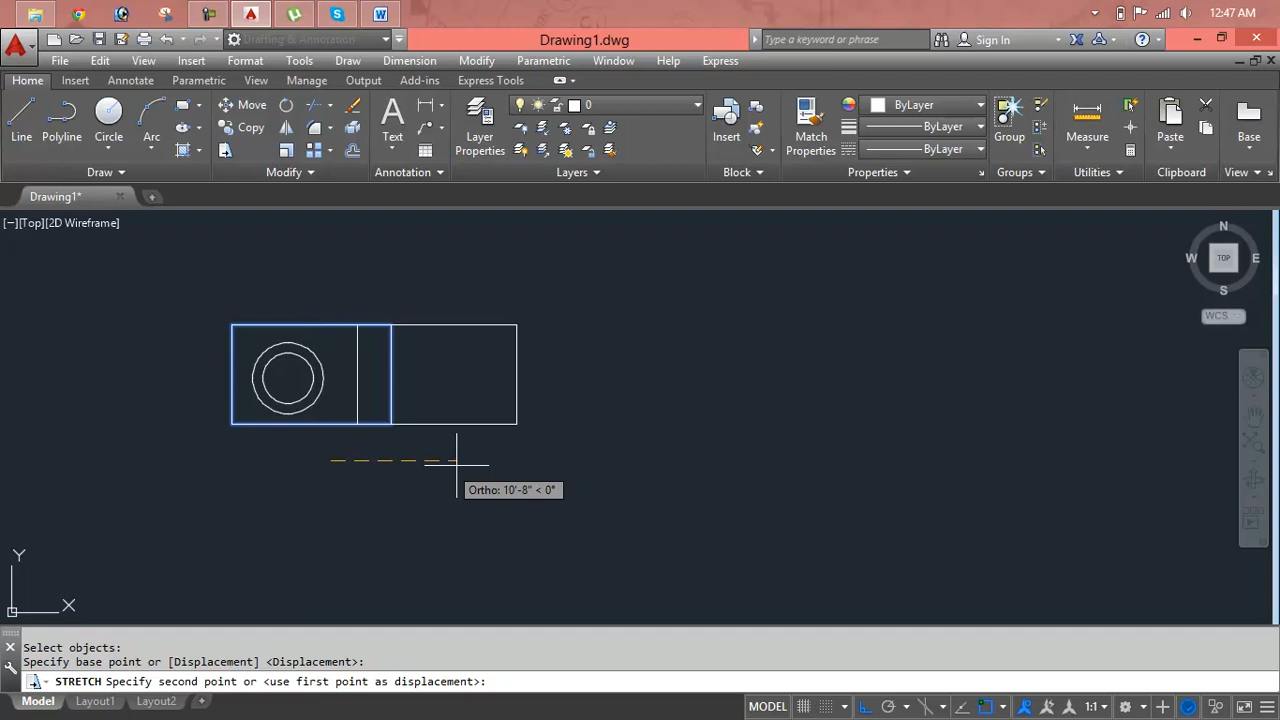 12:47 AM
Drafting & Annotation
Drawing1.dwg
Type a keyword or phrase
Sign In
File Edit View Insert Format Tools Draw Dimension Modify Parametric Window Help Express
Home Insert Annotate Parametric View Manage Output Add-ins Express Tools
Move
0
ByLayer
Copy
ByLayer
Line Polyline Circle Arc
Text
Layer Properties
Insert
Match Properties
ByLayer
Group Measure Paste Base
Draw Modify Annotation Layers Block Properties Groups Utilities Clipboard View
Drawing1*
[−][Top][2D Wireframe]
N
W TOP E
S
WCS
Ortho: 10'-8" < 0°
Y
X
Select objects:
Specify base point or [Displacement] <Displacement>:
STRETCH Specify second point or <use first point as displacement>:
Model Layout1 Layout2
MODEL
1:1